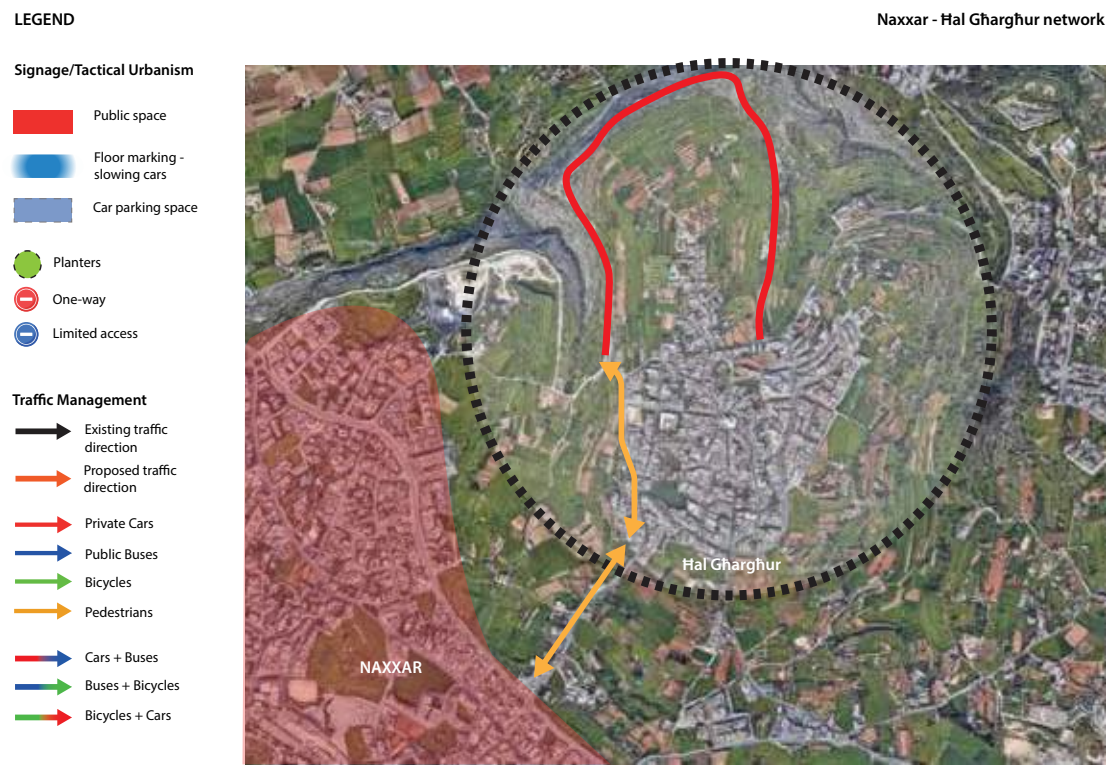 LEGEND
Naxxar - Ħal Għargħur network
Signage/Tactical Urbanism
Public space
Floor marking -
slowing cars
Car parking space
Planters
One-way
Limited access
Traffic Management
Existing traffic
direction
Proposed traffic
direction
Private Cars
Public Buses
Bicycles
Pedestrians
Cars + Buses
Buses + Bicycles
Bicycles + Cars
Ħal Għargħur
NAXXAR